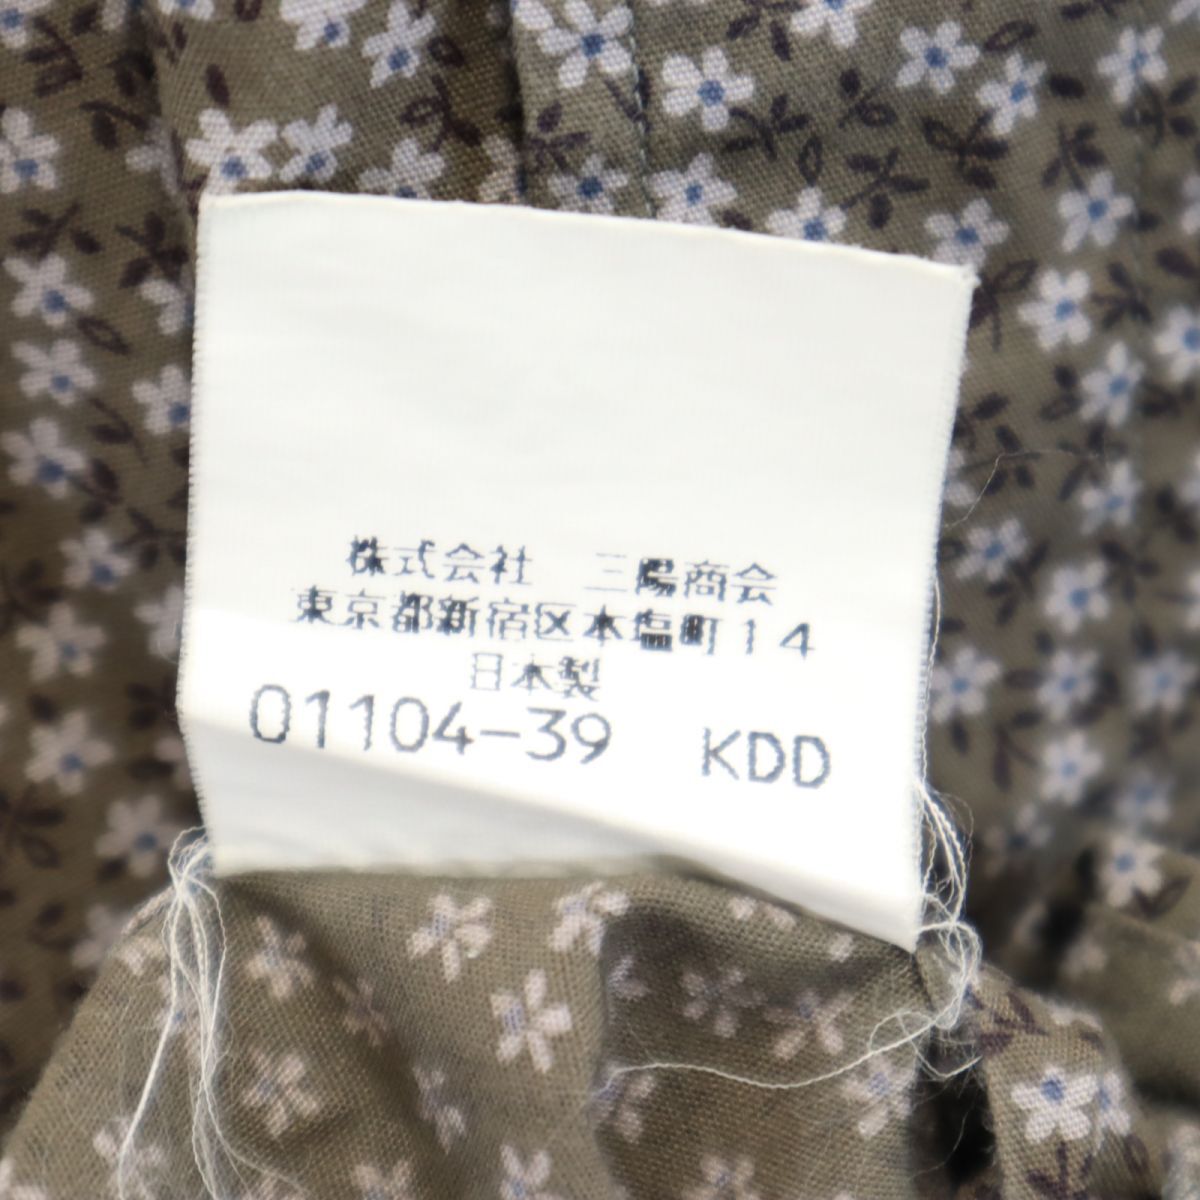 株式会社　三陽商会
東京都新宿区本塩町14
日本製
01104-39　KDD